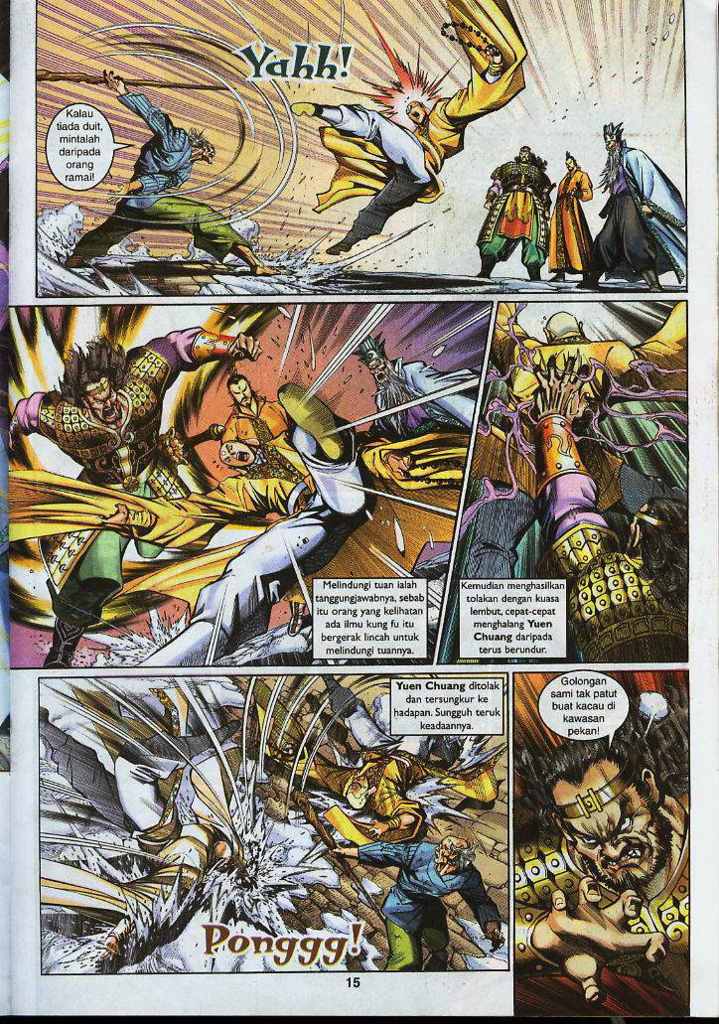 Yahh!
Kalau
tiada duit,
mintalah
daripada
orang
ramai!
Melindungi tuan ialah
tanggungjawabnya, sebab
itu orang yang kelihatan
ada ilmu kung fu itu
bergerak lincah untuk
melindungi tuannya.
Kemudian menghasilkan
tolakan dengan kuasa
lembut, cepat-cepat
menghalang Yuen
Chuang daripada
terus berundur.
Yuen Chuang ditolak
dan tersungkur ke
hadapan. Sungguh teruk
keadaannya.
Ponggg!
Golongan
sami tak patut
buat kacau di
kawasan
pekan!
15